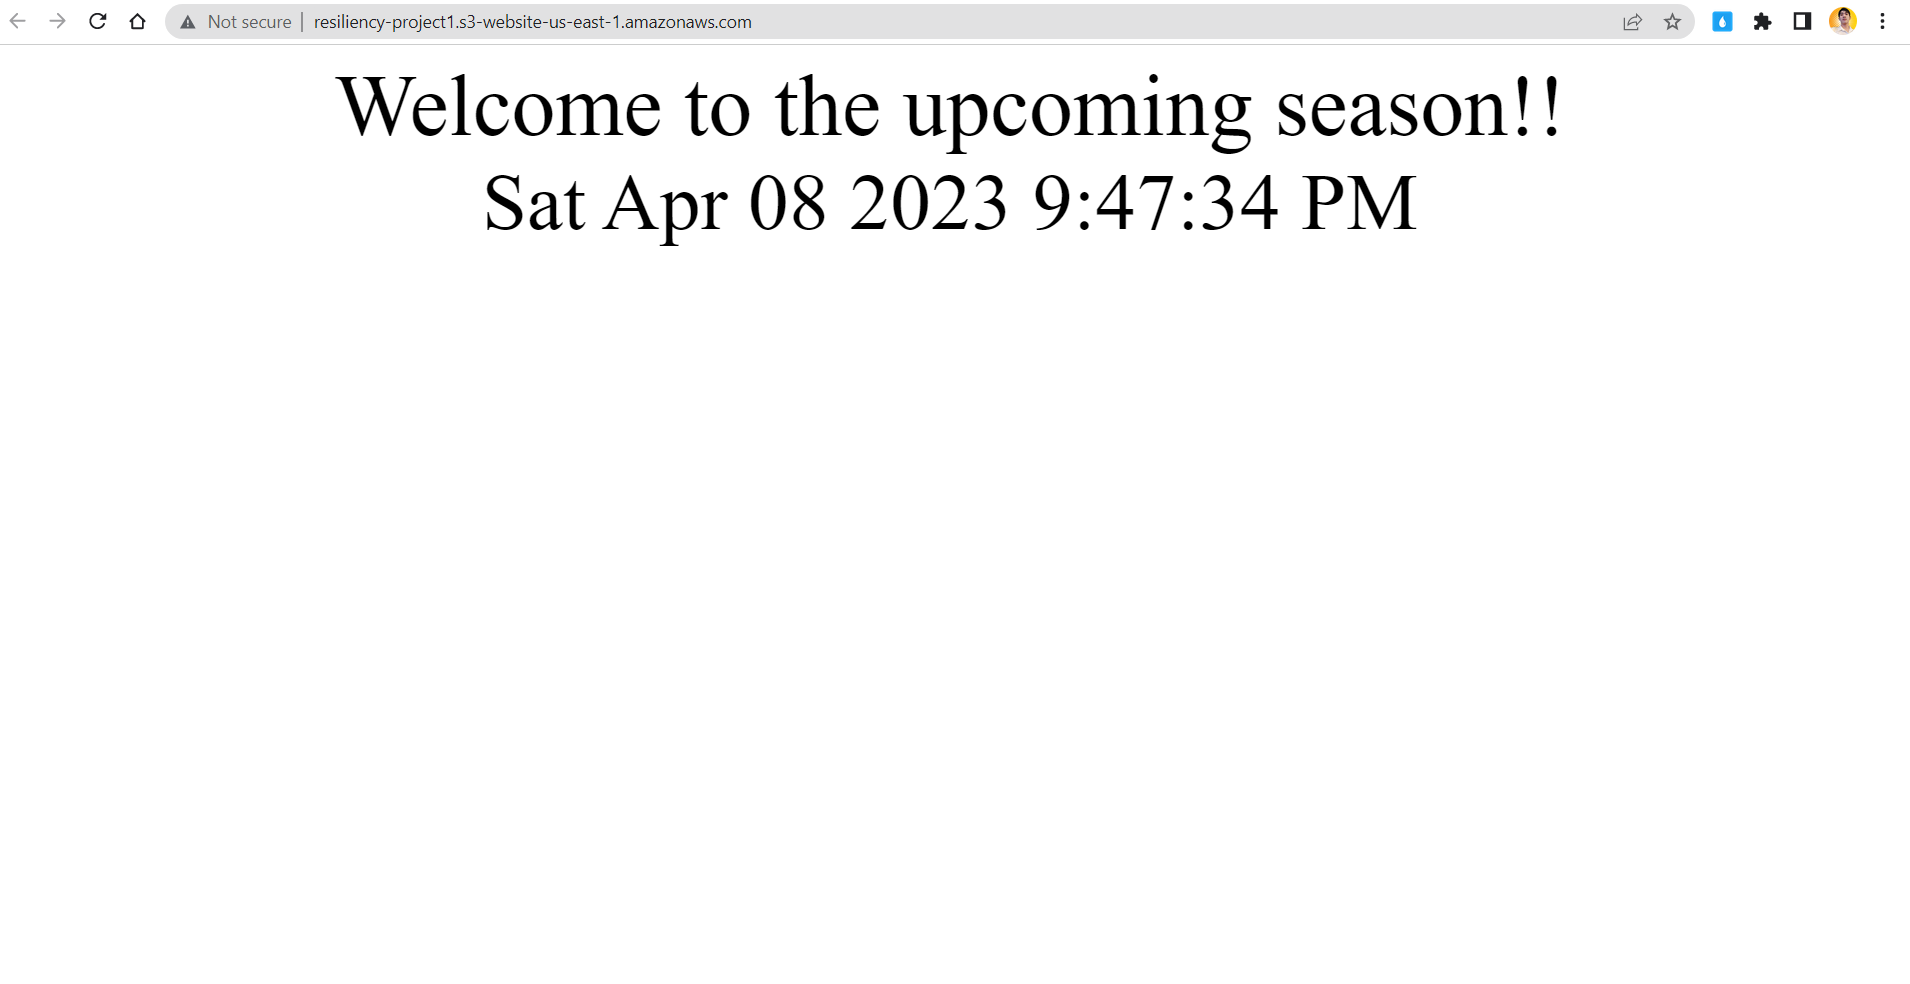 Not secure | resiliency-project1.s3-website-us-east-1.amazonaws.com
Welcome to the upcoming season!!
Sat Apr 08 2023 9:47:34 PM